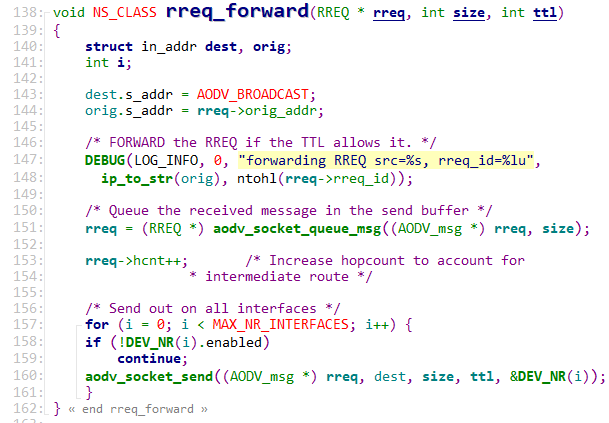 138: void NS_CLASS rreq_forward(RREQ * rreq, int size, int ttl)
139: {
140:     struct in_addr dest, orig;
141:     int i;
142:
143:     dest.s_addr = AODV_BROADCAST;
144:     orig.s_addr = rreq->orig_addr;
145:
146:     /* FORWARD the RREQ if the TTL allows it. */
147:     DEBUG(LOG_INFO, 0, "forwarding RREQ src=%s, rreq_id=%lu",
148:       ip_to_str(orig), ntohl(rreq->rreq_id));
149:
150:     /* Queue the received message in the send buffer */
151:     rreq = (RREQ *) aodv_socket_queue_msg((AODV_msg *) rreq, size);
152:
153:     rreq->hcnt++;       /* Increase hopcount to account for
154:                  * intermediate route */
155:
156:     /* Send out on all interfaces */
157:     for (i = 0; i < MAX_NR_INTERFACES; i++) {
158:     if (!DEV_NR(i).enabled)
159:         continue;
160:     aodv_socket_send((AODV_msg *) rreq, dest, size, ttl, &DEV_NR(i));
161:     }
162: } « end rreq_forward »